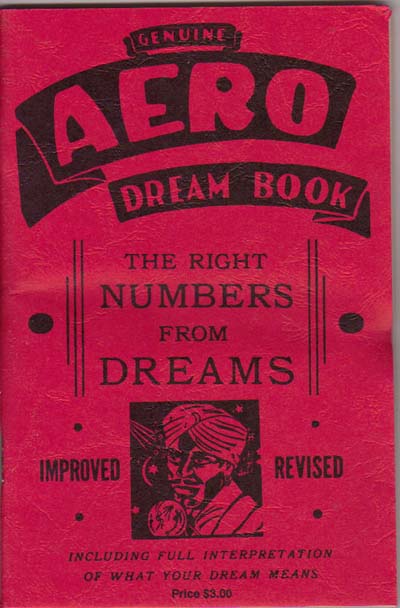 GENUINE
AERO
DREAM BOOK
THE RIGHT
NUMBERS
FROM
DREAMS
IMPROVED REVISED
INCLUDING FULL INTERPRETATION
OF WHAT YOUR DREAM MEANS
Price $3.00